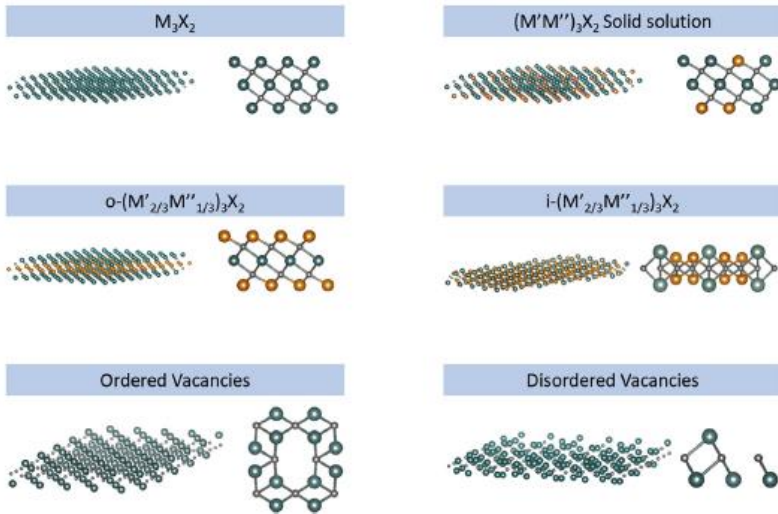 M₃X₂
(M'M'')₃X₂ Solid solution
o-(M'₂/₃M''₁/₃)₃X₂
i-(M'₂/₃M''₁/₃)₃X₂
Ordered Vacancies
Disordered Vacancies